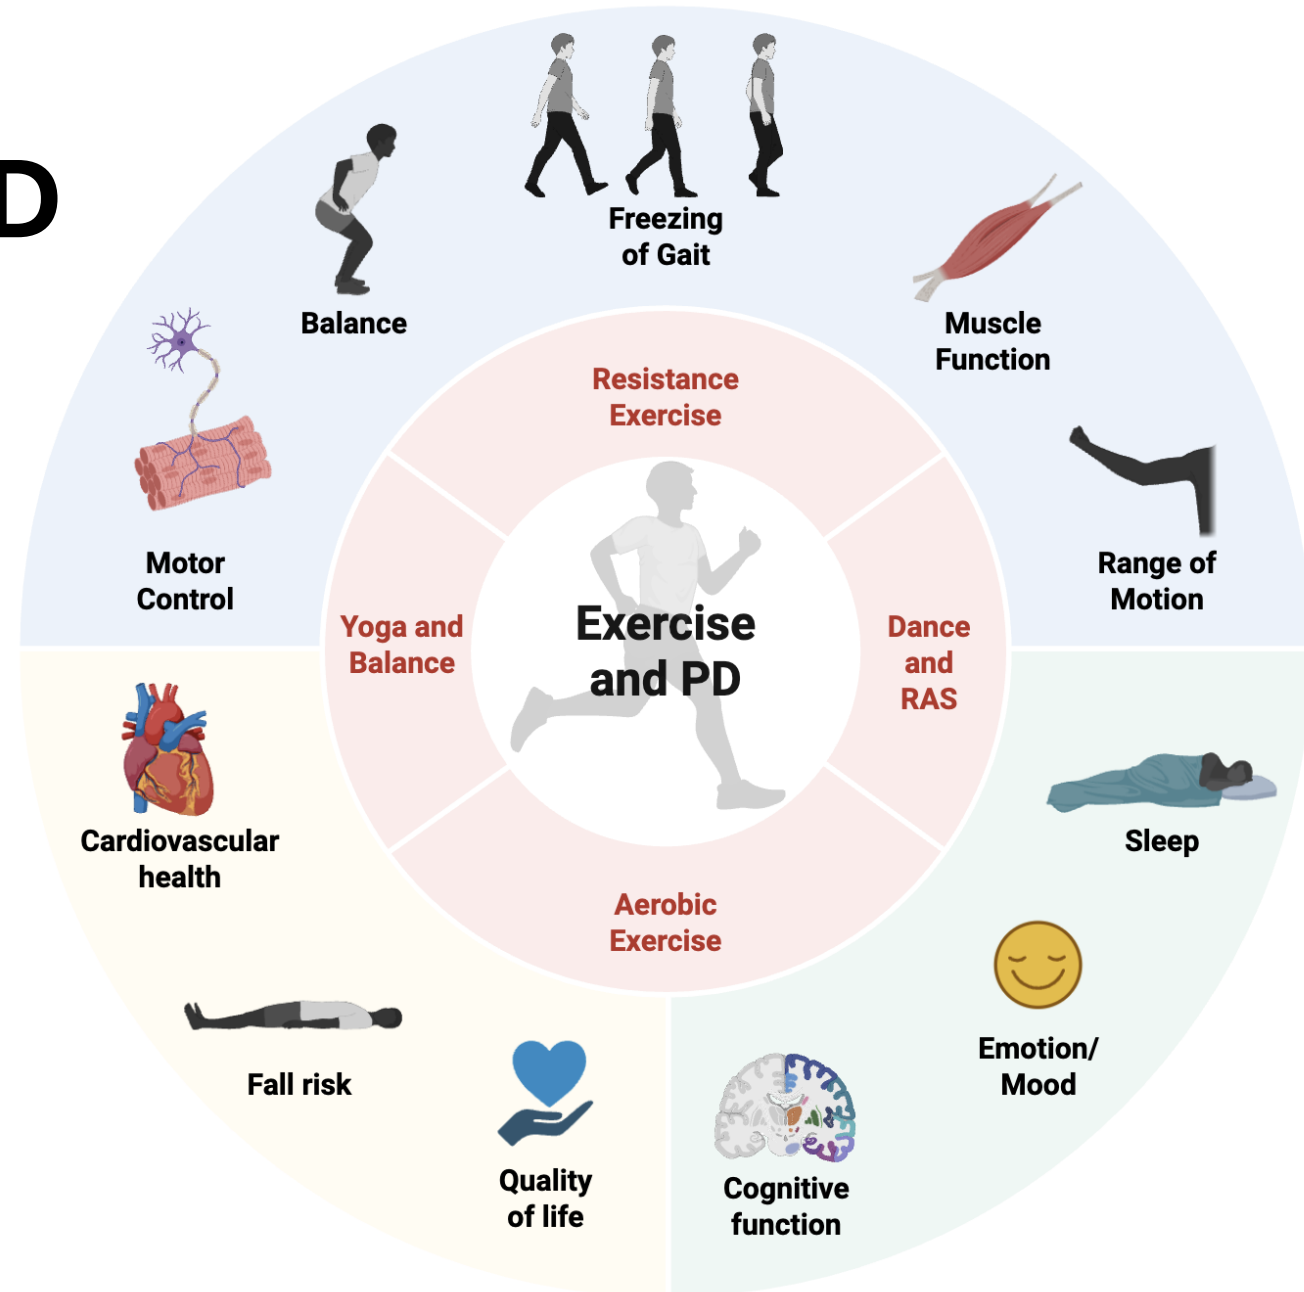 D
Freezing
of Gait
Balance
Muscle
Function
Motor
Control
Range of
Motion
Resistance
Exercise
Yoga and
Balance
Exercise
and PD
Dance
and
RAS
Aerobic
Exercise
Cardiovascular
health
Sleep
Fall risk
Emotion/
Mood
Quality
of life
Cognitive
function